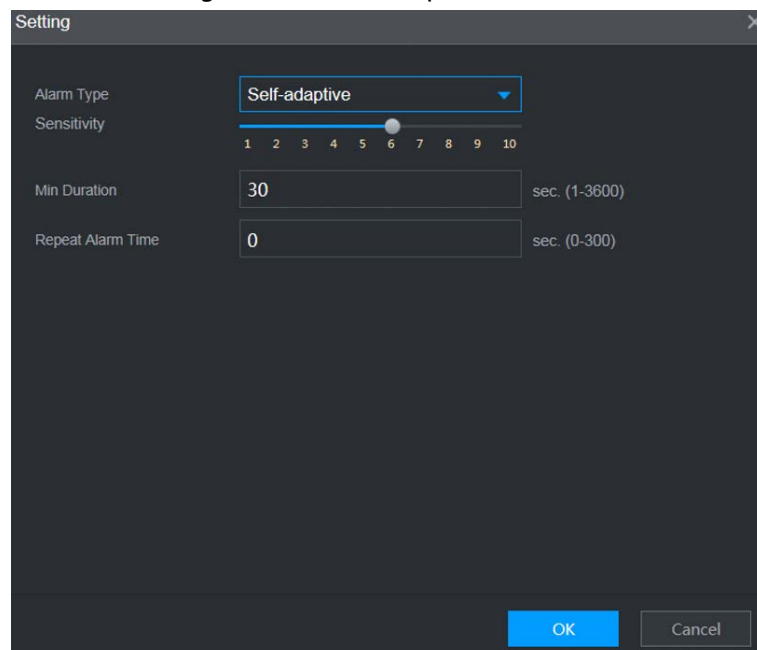 Setting
Alarm Type Self-adaptive
Sensitivity
1 2 3 4 5 6 7 8 9 10
Min Duration 30 sec. (1-3600)
Repeat Alarm Time 0 sec. (0-300)
OK Cancel